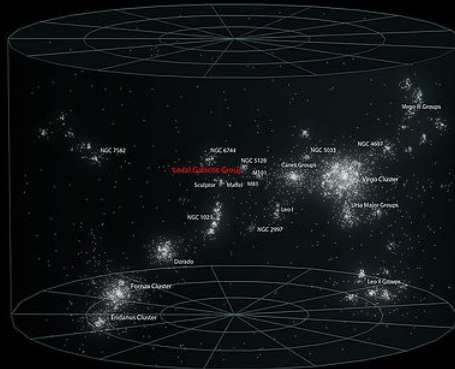 Virgo III Groups
NGC 7582
NGC 6744
NGC 5033
NGC 4697
NGC 5128
Local Galactic Group
M101
Canes Groups
Virgo Cluster
Sculptor
Maffei
M81
Leo I
Ursa Major Groups
NGC 1023
NGC 2997
Dorado
Fornax Cluster
Leo II Groups
Eridanus Cluster